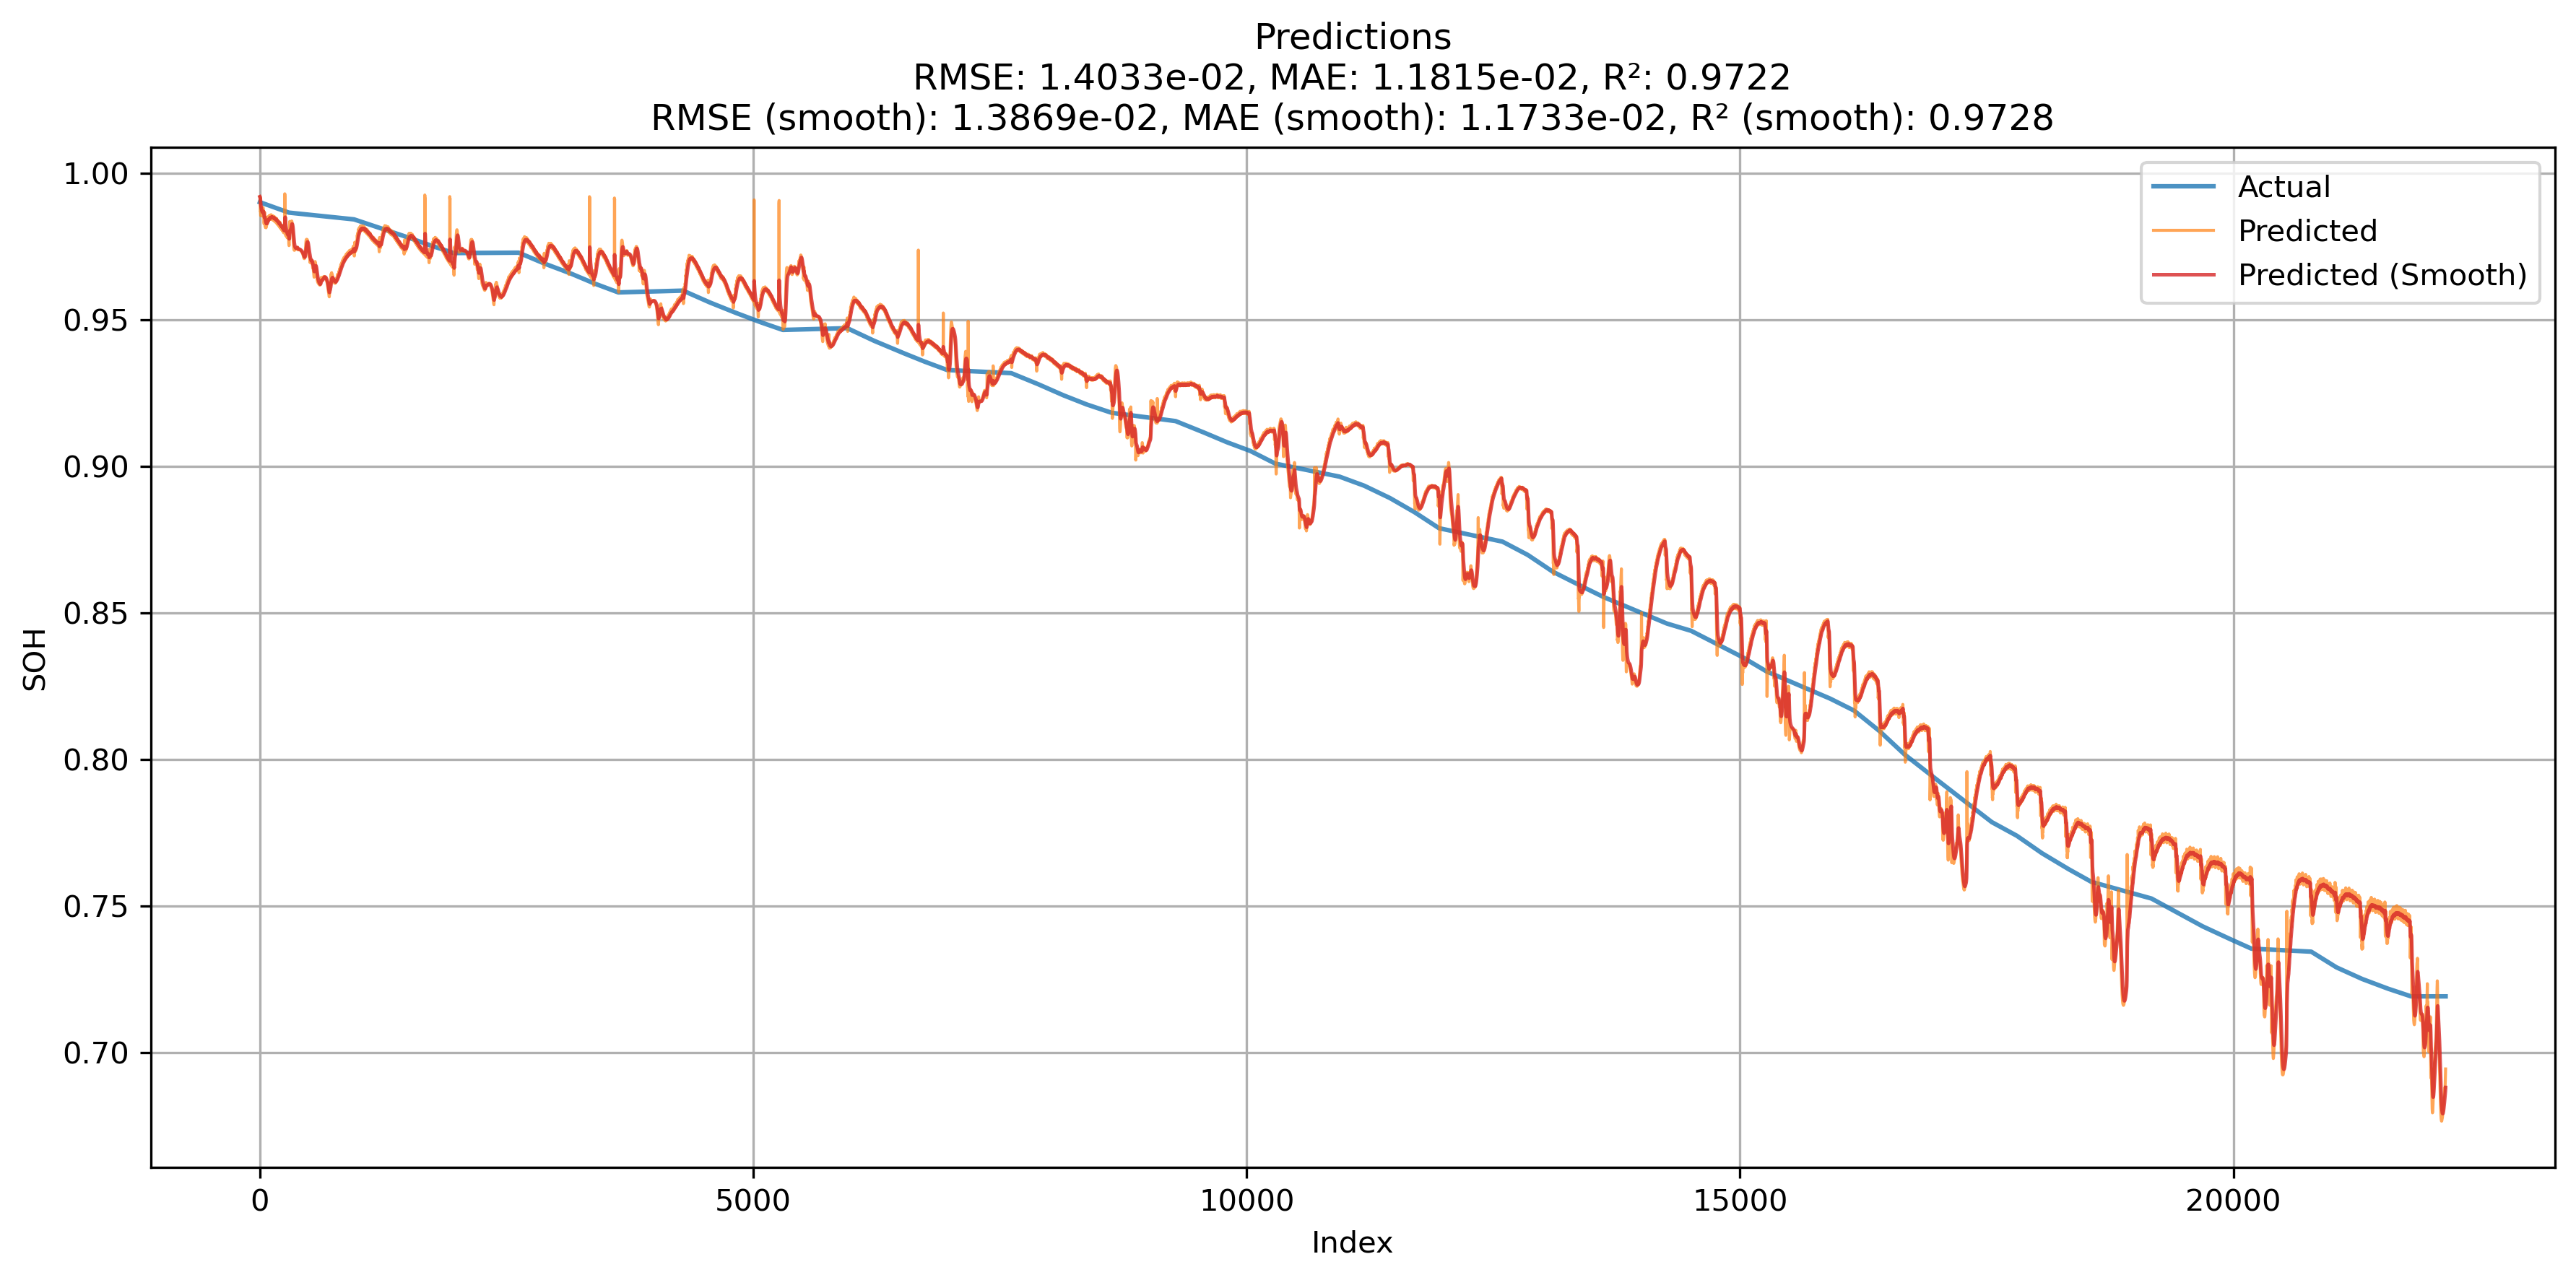 Predictions
RMSE: 1.4033e-02, MAE: 1.1815e-02, R²: 0.9722
RMSE (smooth): 1.3869e-02, MAE (smooth): 1.1733e-02, R² (smooth): 0.9728
Actual
Predicted
Predicted (Smooth)
1.00
0.95
0.90
0.85
0.80
0.75
0.70
SOH
0 5000 10000 15000 20000
Index